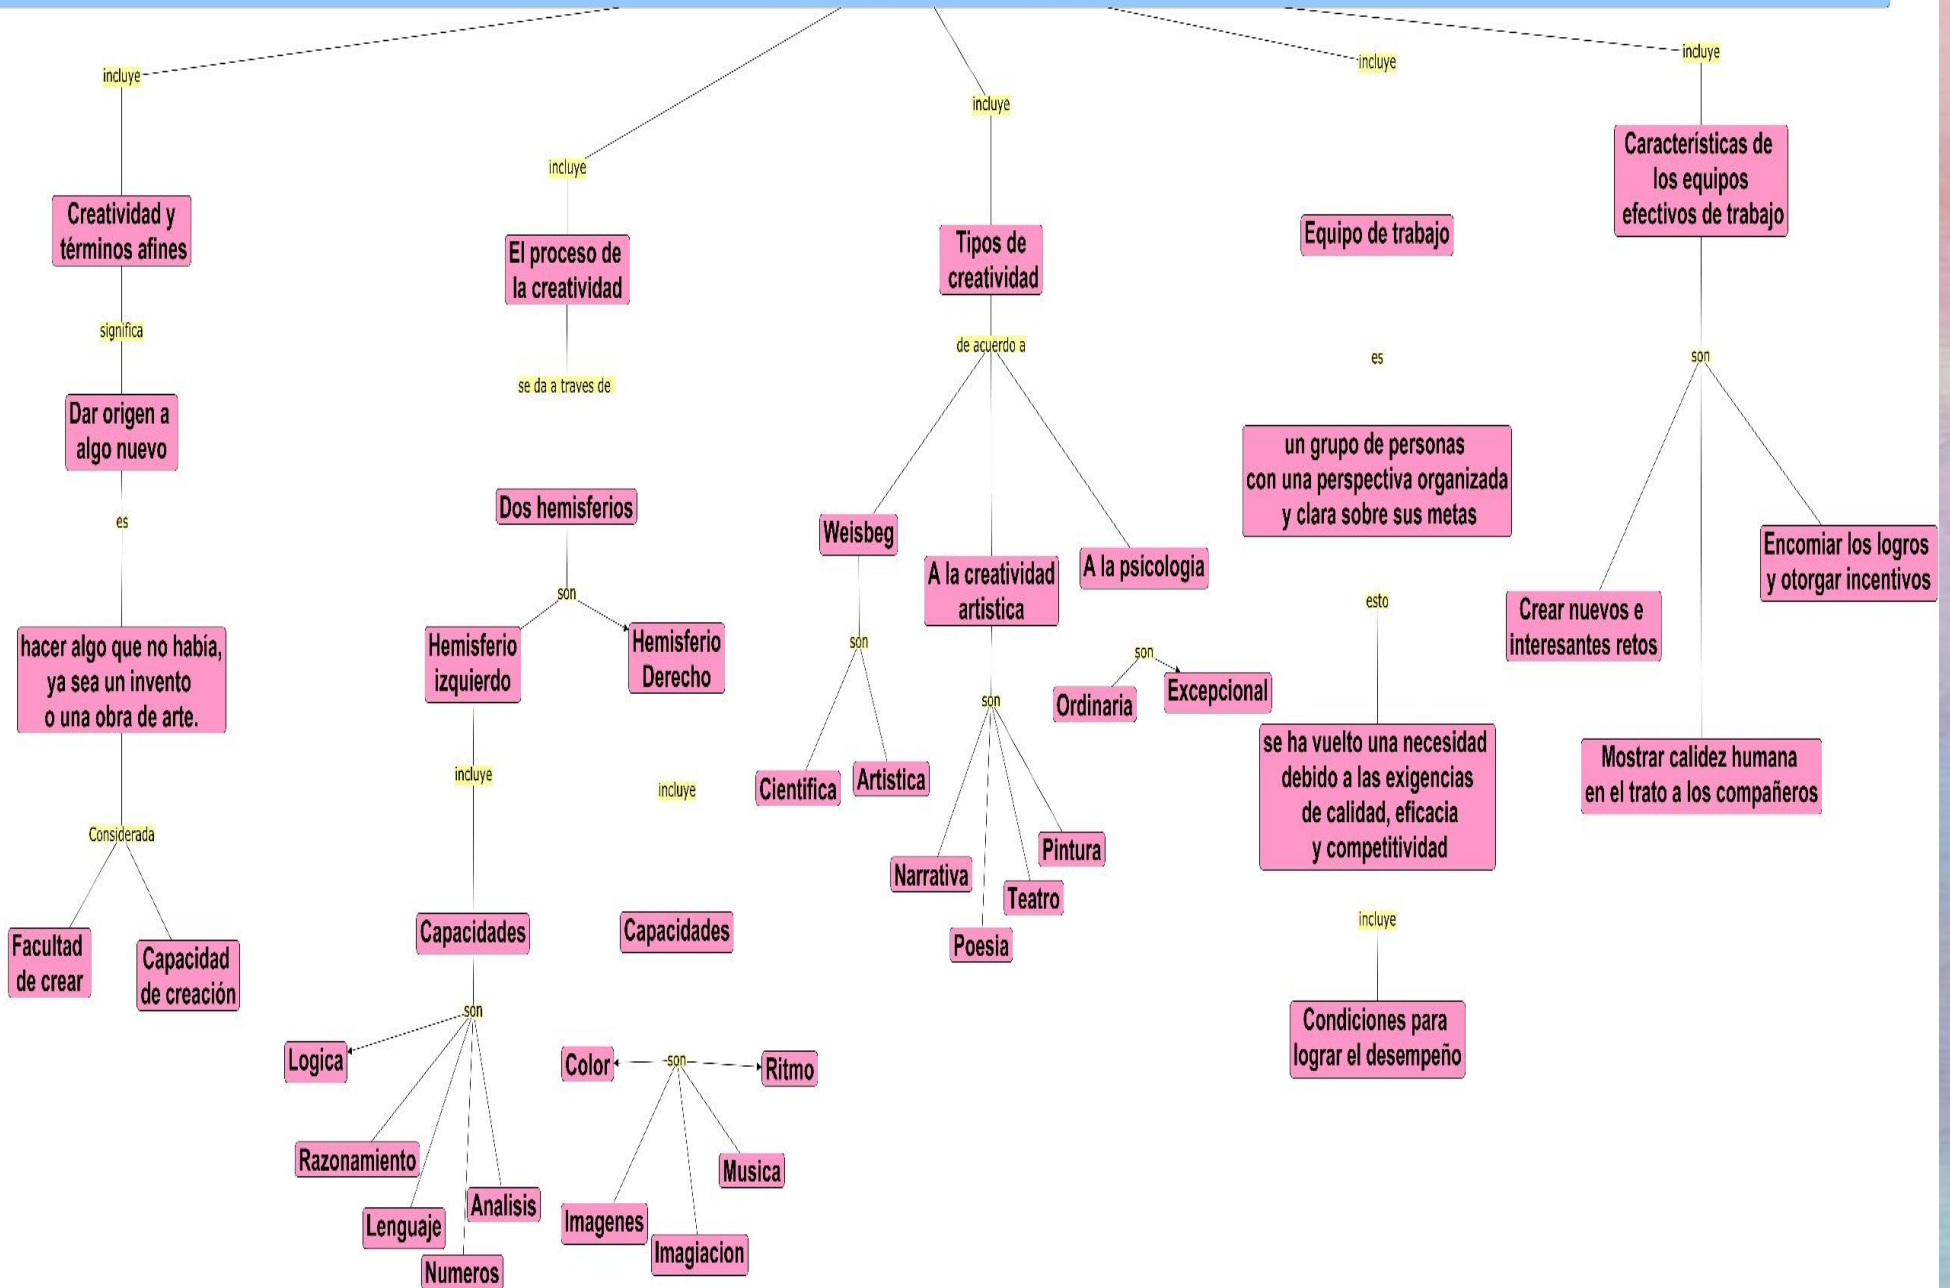 incluye
Creatividad y
términos afines
significa
Dar origen a
algo nuevo
es
hacer algo que no había,
ya sea un invento
o una obra de arte.
Considerada
Facultad
de crear
Capacidad
de creación
incluye
El proceso de
la creatividad
se da a traves de
Dos hemisferios
son
Hemisferio
izquierdo
Hemisferio
Derecho
incluye
Capacidades
son
Logica
Razonamiento
Lenguaje
Numeros
Analisis
incluye
Capacidades
son
Color
Ritmo
Imagenes
Imagiacion
Musica
incluye
Tipos de
creatividad
de acuerdo a
Weisbeg
son
Cientifica
Artistica
A la creatividad
artistica
son
Narrativa
Poesia
Teatro
Pintura
A la psicologia
son
Ordinaria
Excepcional
incluye
Equipo de trabajo
es
un grupo de personas
con una perspectiva organizada
y clara sobre sus metas
esto
se ha vuelto una necesidad
debido a las exigencias
de calidad, eficacia
y competitividad
incluye
Condiciones para
lograr el desempeño
incluye
Características de
los equipos
efectivos de trabajo
son
Crear nuevos e
interesantes retos
Mostrar calidez humana
en el trato a los compañeros
Encomiar los logros
y otorgar incentivos